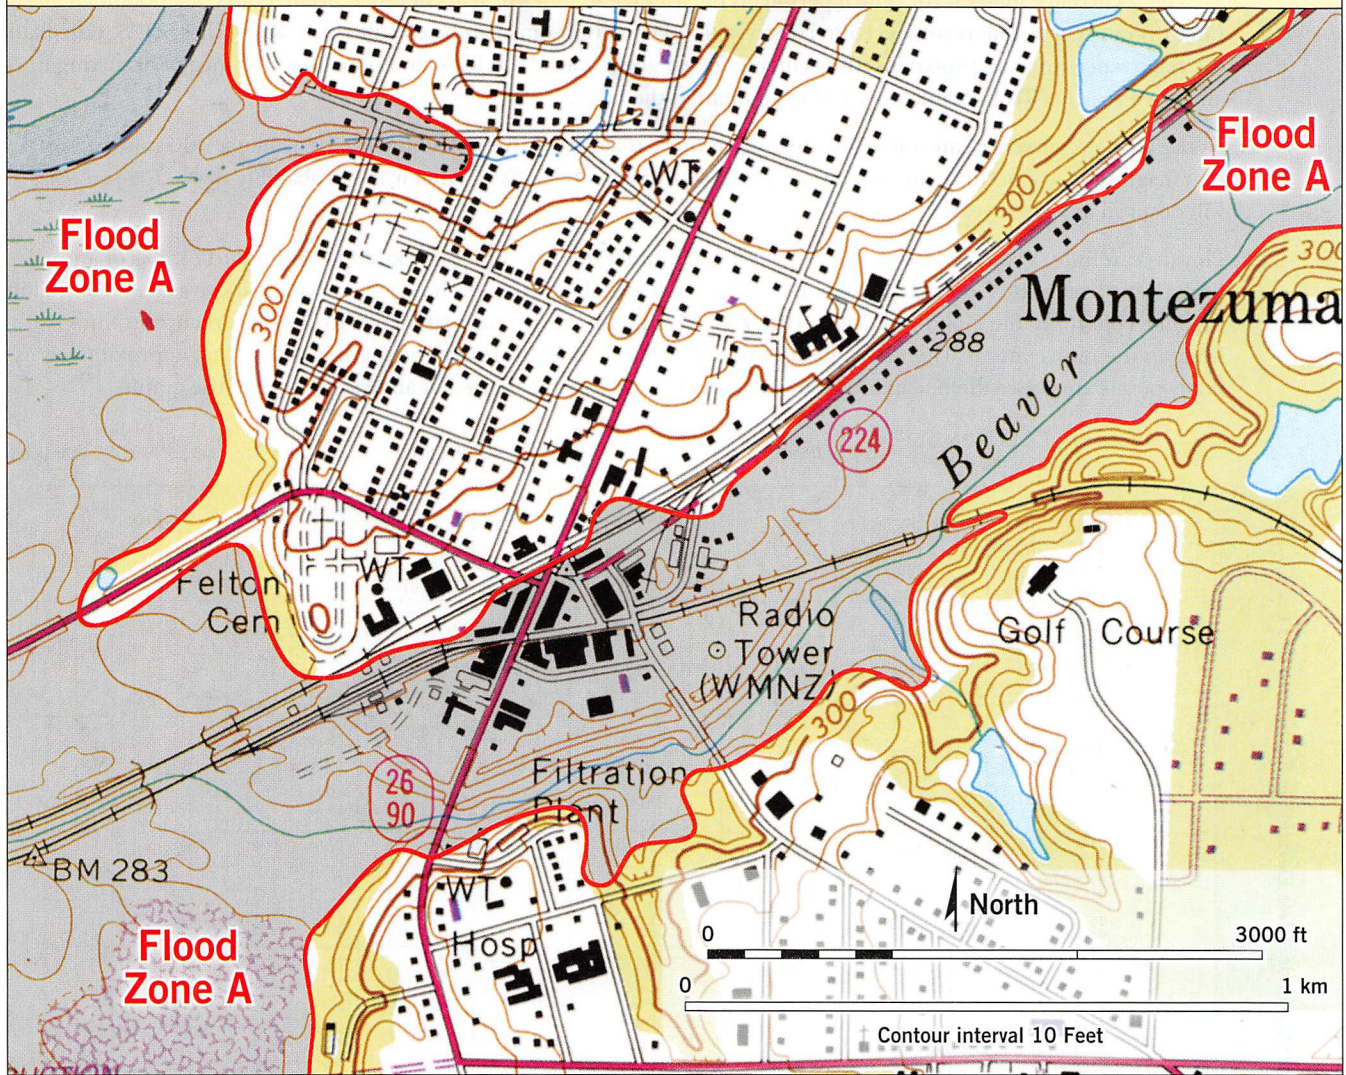 WT
Flood
Zone A
Flood
Zone A
300
300
300
Montezuma
288
Beaver
224
Felton
Cem
WT
Radio
Tower
(WMNZ)
Golf Course
300
26
90
Filtration
Plant
BM 283
WT
Hosp
Flood
Zone A
North
0 3000 ft
0 1 km
Contour interval 10 Feet